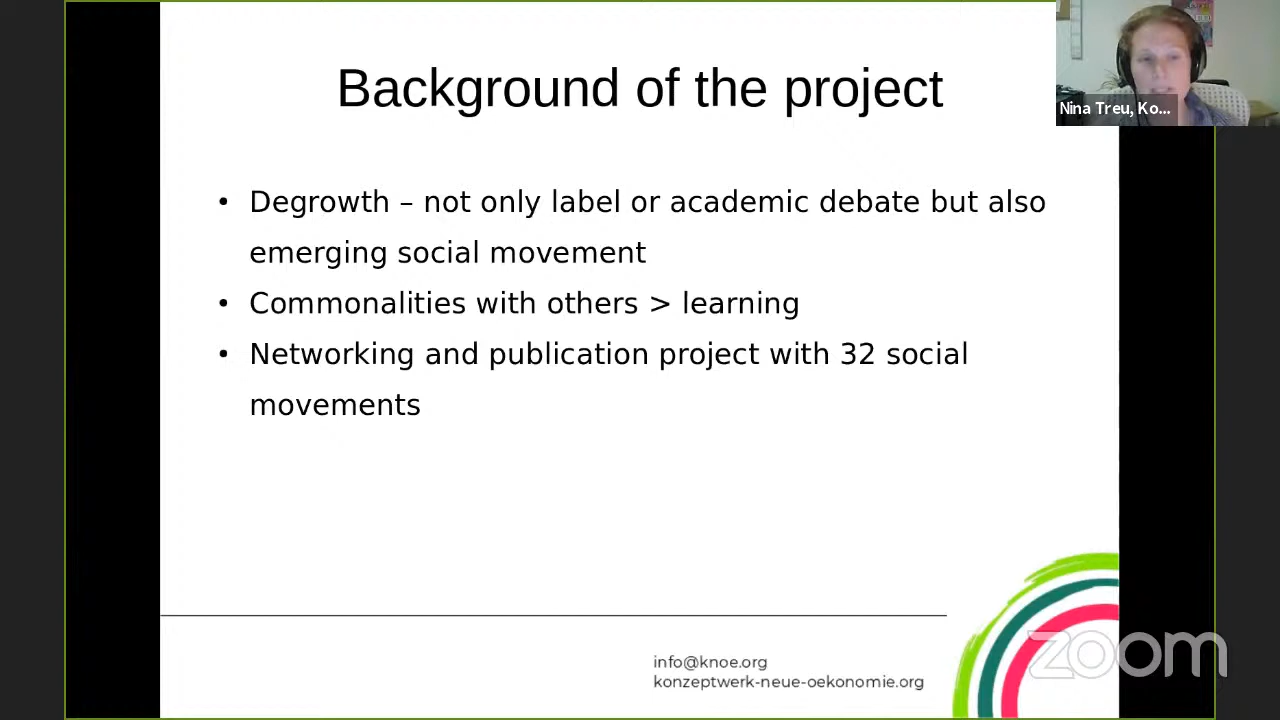 Background of the project
Nina Treu, Ko...
• Degrowth – not only label or academic debate but also
emerging social movement
• Commonalities with others > learning
• Networking and publication project with 32 social
movements
info@knoe.org
konzeptwerk-neue-oekonomie.org
zoom